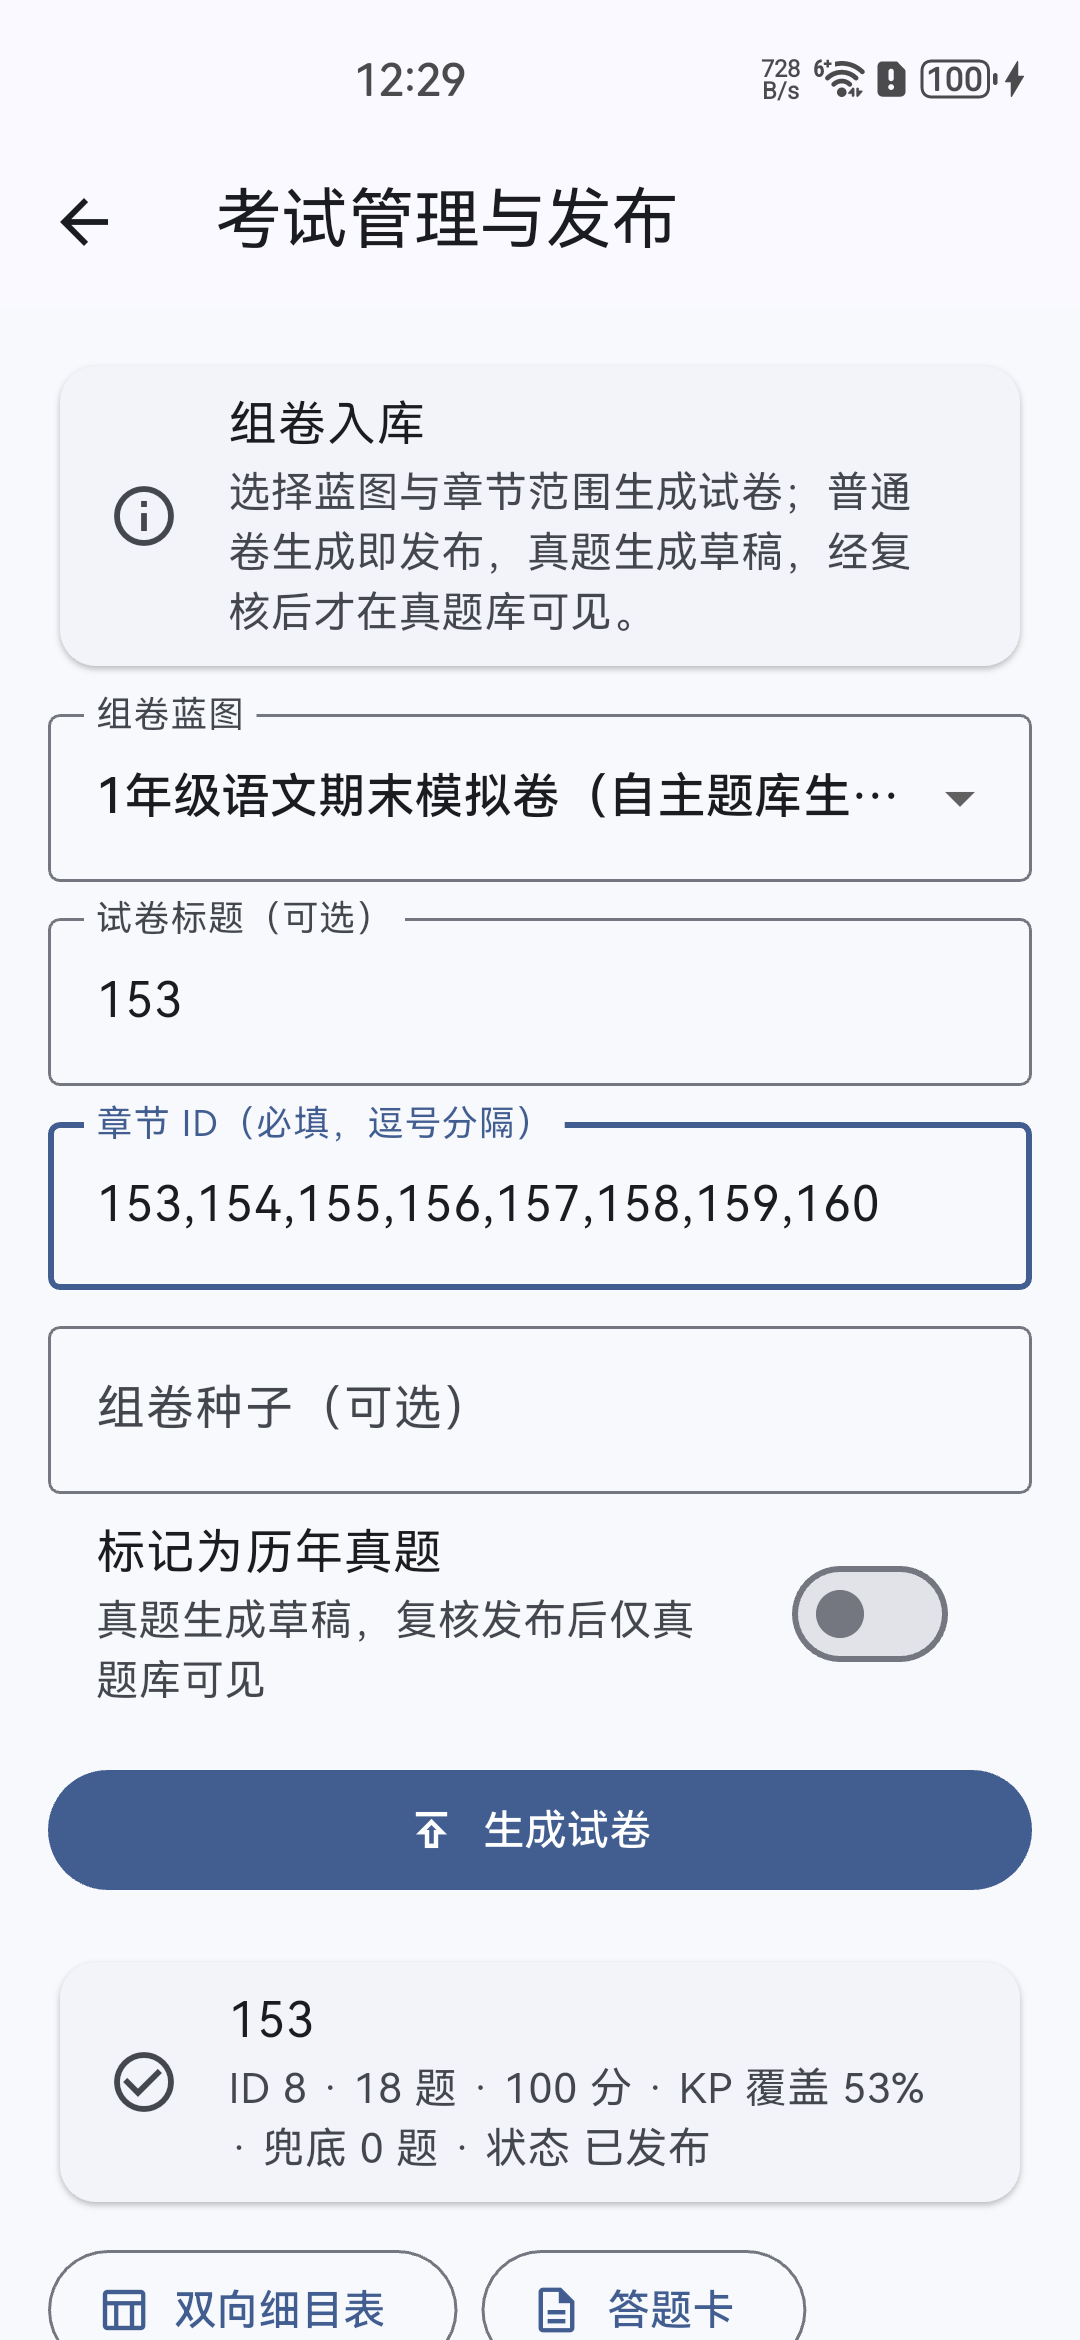 12:29
728
B/s
6+
100
考试管理与发布
组卷入库
选择蓝图与章节范围生成试卷；普通
卷生成即发布，真题生成草稿，经复
核后才在真题库可见。
组卷蓝图
1年级语文期末模拟卷（自主题库生…
试卷标题（可选）
153
章节 ID（必填，逗号分隔）
153,154,155,156,157,158,159,160
组卷种子（可选）
标记为历年真题
真题生成草稿，复核发布后仅真
题库可见
生成试卷
153
ID 8 · 18 题 · 100 分 · KP 覆盖 53%
· 兜底 0 题 · 状态 已发布
双向细目表
答题卡